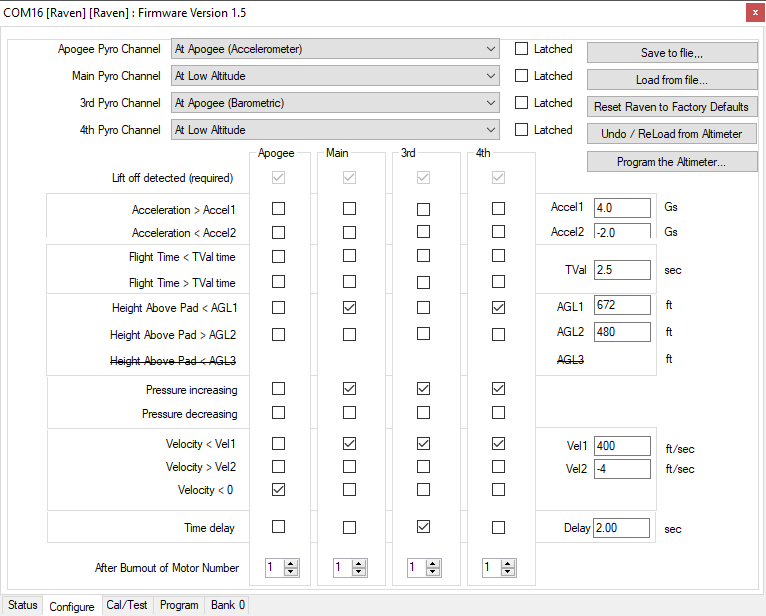 COM16 [Raven] [Raven] : Firmware Version 1.5
Apogee Pyro Channel At Apogee (Accelerometer) Latched Save to flie,,,
Main Pyro Channel At Low Altitude Latched Load from file...
3rd Pyro Channel At Apogee (Barometric) Latched Reset Raven to Factory Defaults
4th Pyro Channel At Low Altitude Latched Undo / ReLoad from Altimeter
Apogee Main 3rd 4th Program the Altimeter...
Lift off detected (required)
Acceleration > Accel1 Accel1 4.0 Gs
Acceleration < Accel2 Accel2 -2.0 Gs
Flight Time < TVal time
TVal 2.5 sec
Flight Time > TVal time
Height Above Pad < AGL1 AGL1 672 ft
Height Above Pad > AGL2 AGL2 480 ft
Height Above Pad < AGL3 AGL3 ft
Pressure increasing
Pressure decreasing
Velocity < Vel1 Vel1 400 ft/sec
Velocity > Vel2 Vel2 -4 ft/sec
Velocity < 0
Time delay Delay 2.00 sec
After Burnout of Motor Number 1 1 1 1
Status Configure Cal/Test Program Bank 0